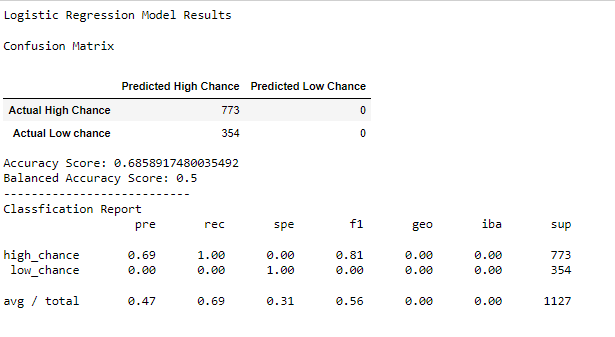 Logistic Regression Model Results
Confusion Matrix
Predicted High Chance Predicted Low Chance
Actual High Chance 773 0
Actual Low chance 354 0
Accuracy Score: 0.6858917480035492
Balanced Accuracy Score: 0.5
---------------------------
Classfication Report
pre rec spe f1 geo iba sup
high_chance 0.69 1.00 0.00 0.81 0.00 0.00 773
low_chance 0.00 0.00 1.00 0.00 0.00 0.00 354
avg / total 0.47 0.69 0.31 0.56 0.00 0.00 1127